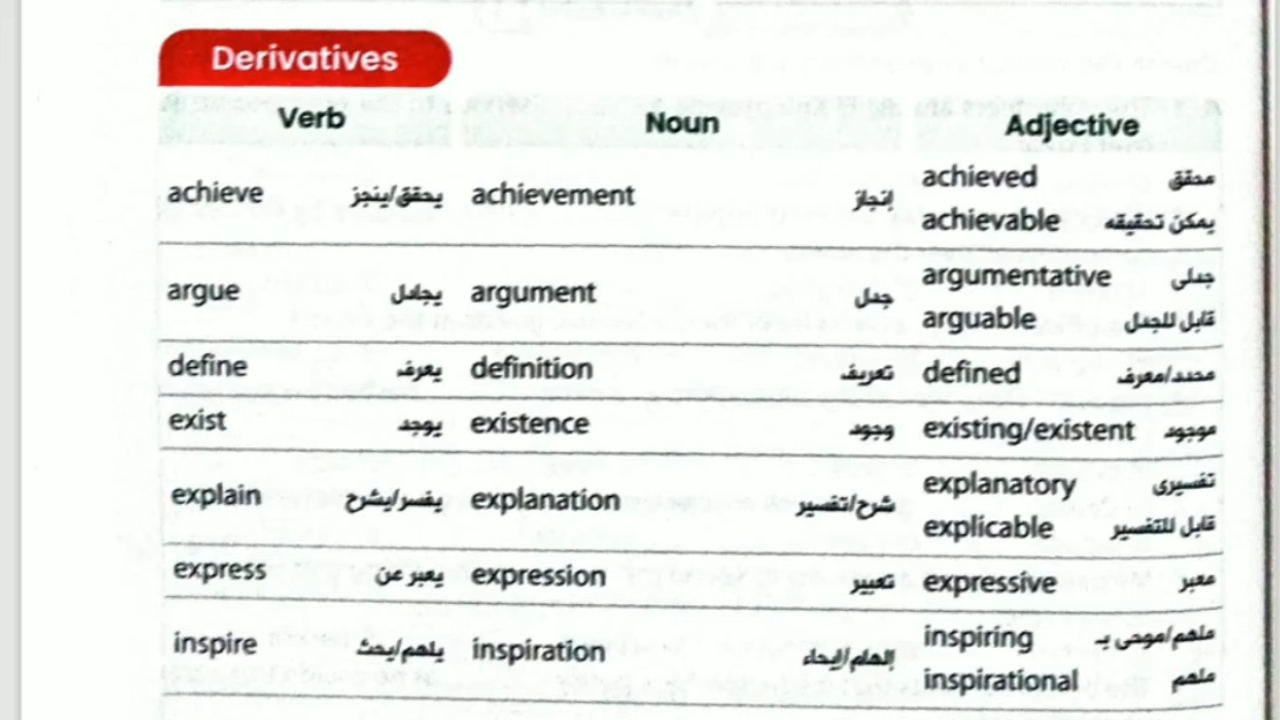 Derivatives
Verb Noun Adjective
achieve يحقق/ينجز achievement إنجاز achieved محقق
achievable يمكن تحقيقه
argue يجادل argument جدل argumentative جدلى
arguable قابل للجدل
define يعرف definition تعريف defined محدد/معرف
exist يوجد existence وجود existing/existent موجود
explain يفسر/يشرح explanation شرح/تفسير explanatory تفسيرى
explicable قابل للتفسير
express يعبر عن expression تعبير expressive معبر
inspire يلهم/يحث inspiration إلهام/إيحاء inspiring ملهم/موحى بـ
inspirational ملهم